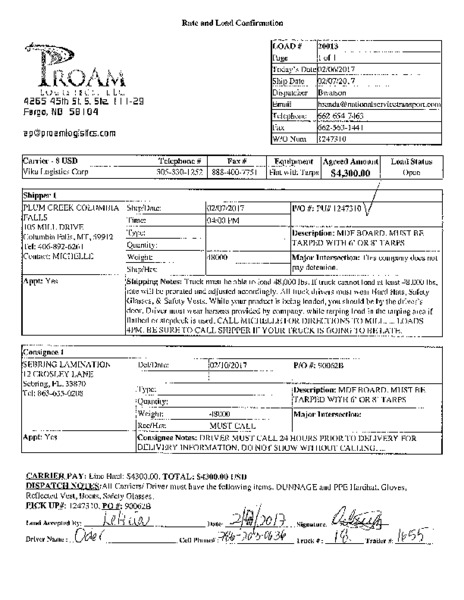 Rate and Load Confirmation
PROAM
LOGISTICS, LLC
4265 45th St. S. Ste. 111-29
Fargo, ND 58104
ap@proamlogistics.com
LOAD # 20013
Page 1 of 1
Today's Date 02/06/2017
Ship Date 02/07/2017
Dispatcher
Email brenda@nationalservicetransport.com
Telephone 662-654-7463
Fax 662-563-1441
W/O Num 1247310
Carrier - $ USD Telephone # Fax # Equipment Agreed Amount Load Status
Vika Logistics Corp 305-330-1252 888-400-7751 Flat with Tarps $4,300.00 Open
Shipper 1
PLUM CREEK COLUMBIA FALLS
105 MILL DRIVE
Columbia Falls, MT, 59912
Tel: 406-892-6261
Contact: MICHELLE
Ship/Date: 02/07/2017
Time: 04:00 PM
Type:
Quantity:
Weight: 48000
Ship/Hrs:
P/O #: PU# 1247310
Description: MDF BOARD. MUST BE
TARPED WITH 6' OR 8' TARPS
Major Intersection: This company does not
pay detention.
Appt: Yes
Shipping Notes: Truck must be able to load 48,000 lbs. If truck cannot load at least 48,000 lbs,
rate will be prorated and adjusted accordingly. All truck drivers must wear Hard Hats, Safety
Glasses, & Safety Vests. While your product is being loaded, you should be by the driver's
door. Driver must wear harness provided by company, while tarping load in the tarping area if
flatbed or stepdeck is used. CALL MICHELLE FOR DIRECTIONS TO MILL ... LOADS
4PM. BE SURE TO CALL SHIPPER IF YOUR TRUCK IS GOING TO BE LATE.
Consignee 1
SEBRING LAMINATION
12 CROSLEY LANE
Sebring, FL, 33870
Tel: 863-655-0208
Del/Date: 02/10/2017
Type:
Quantity:
Weight: 48000
Rec/Hrs: MUST CALL
P/O #: 90062B
Description: MDF BOARD. MUST BE
TARPED WITH 6' OR 8' TARPS
Major Intersection:
Appt: Yes
Consignee Notes: DRIVER MUST CALL 24 HOURS PRIOR TO DELIVERY FOR
DELIVERY INFORMATION, DO NOT SHOW WITHOUT CALLING....
CARRIER PAY: Line Haul: $4300.00. TOTAL: $4300.00 USD
DISPATCH NOTES: All Carriers/ Driver must have the following items, DUNNAGE and PPE Hardhat, Gloves,
Reflected Vest, Boots, Safety Glasses.
PICK UP#: 1247310, PO #: 90062B
Load Accepted By: Date: 2/6/2017 Signature
Driver Name: Oder Cell Phone# 786-305-0636 Truck #: 18 Trailer #: 1655